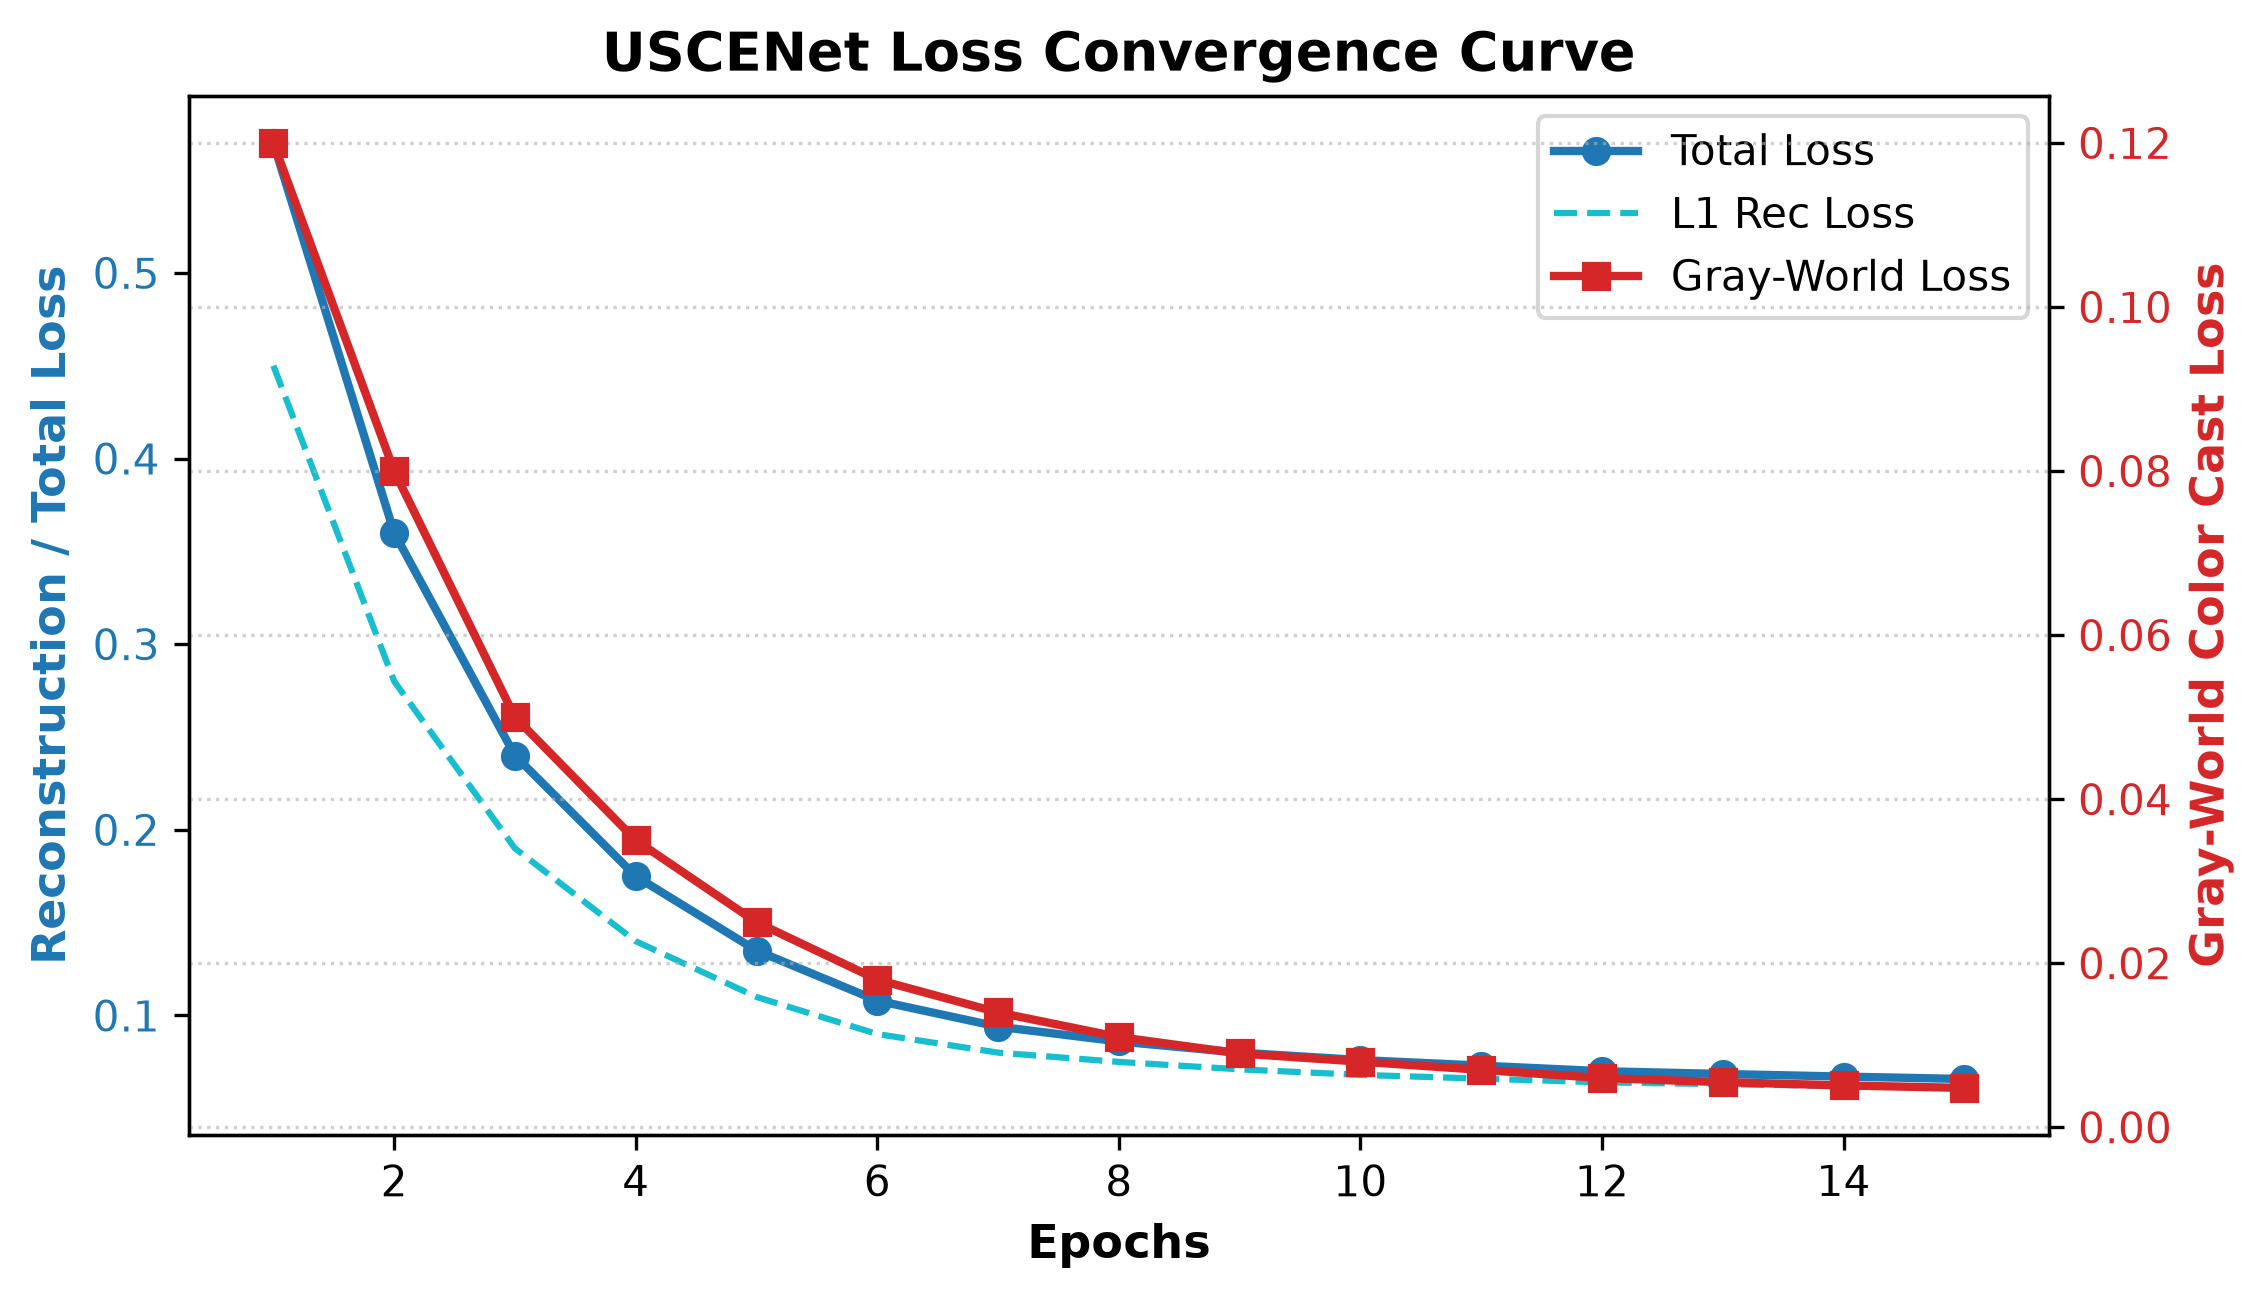 USCENet Loss Convergence Curve
Total Loss
L1 Rec Loss
Gray-World Loss
Reconstruction / Total Loss
0.5
0.4
0.3
0.2
0.1
Gray-World Color Cast Loss
0.12
0.10
0.08
0.06
0.04
0.02
0.00
2 4 6 8 10 12 14
Epochs